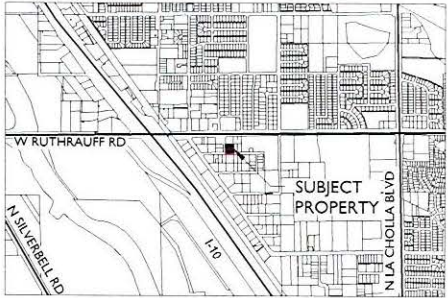 W RUTHRAUFF RD
SUBJECT
PROPERTY
N LA CHOLLA BLVD
N SILVERBELL RD
I-10